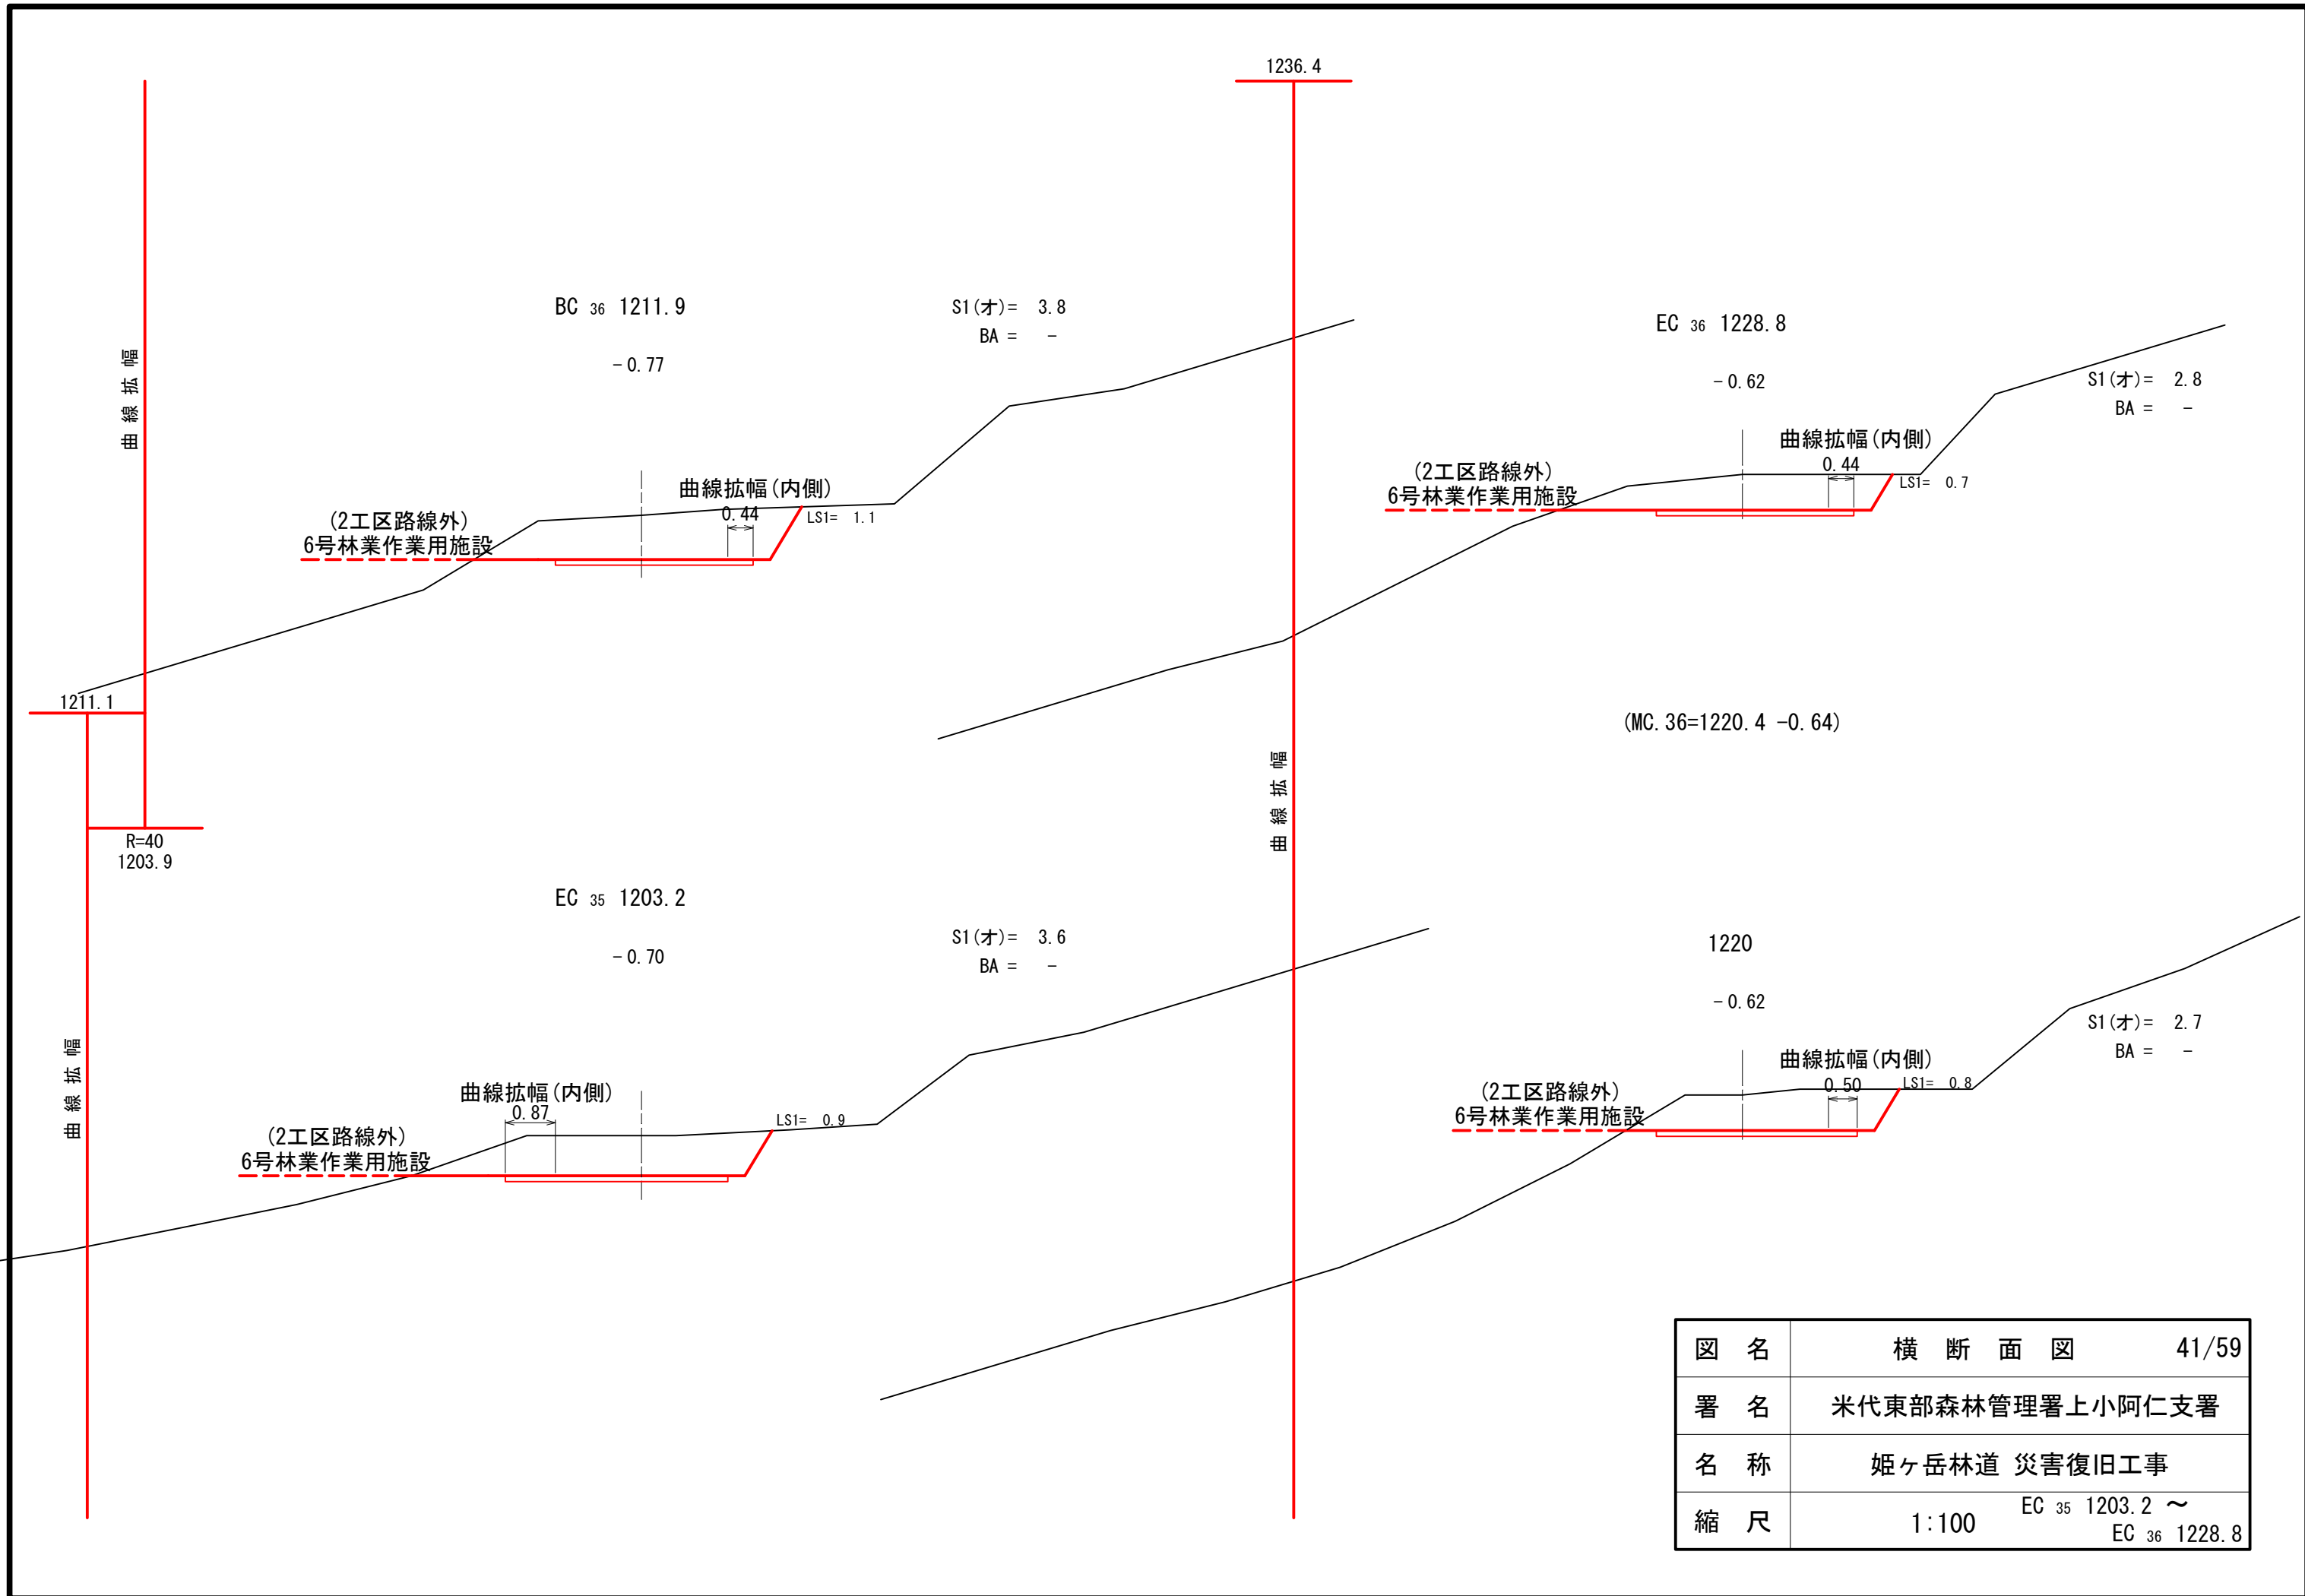 1236.4
BC 36 1211.9
-0.77
S1(オ)= 3.8
BA = -
曲線拡幅
曲線拡幅(内側)
0.44
LS1= 1.1
(2工区路線外)
6号林業作業用施設
EC 36 1228.8
-0.62
S1(オ)= 2.8
BA = -
曲線拡幅(内側)
0.44
LS1= 0.7
(2工区路線外)
6号林業作業用施設
1211.1
R=40
1203.9
(MC.36=1220.4 -0.64)
曲線拡幅
EC 35 1203.2
-0.70
S1(オ)= 3.6
BA = -
曲線拡幅
曲線拡幅(内側)
0.87
LS1= 0.9
(2工区路線外)
6号林業作業用施設
1220
-0.62
S1(オ)= 2.7
BA = -
曲線拡幅(内側)
0.50
LS1= 0.8
(2工区路線外)
6号林業作業用施設
図名 横断面図 41/59
署名 米代東部森林管理署上小阿仁支署
名称 姫ヶ岳林道 災害復旧工事
縮尺 1:100 EC 35 1203.2 ～
EC 36 1228.8